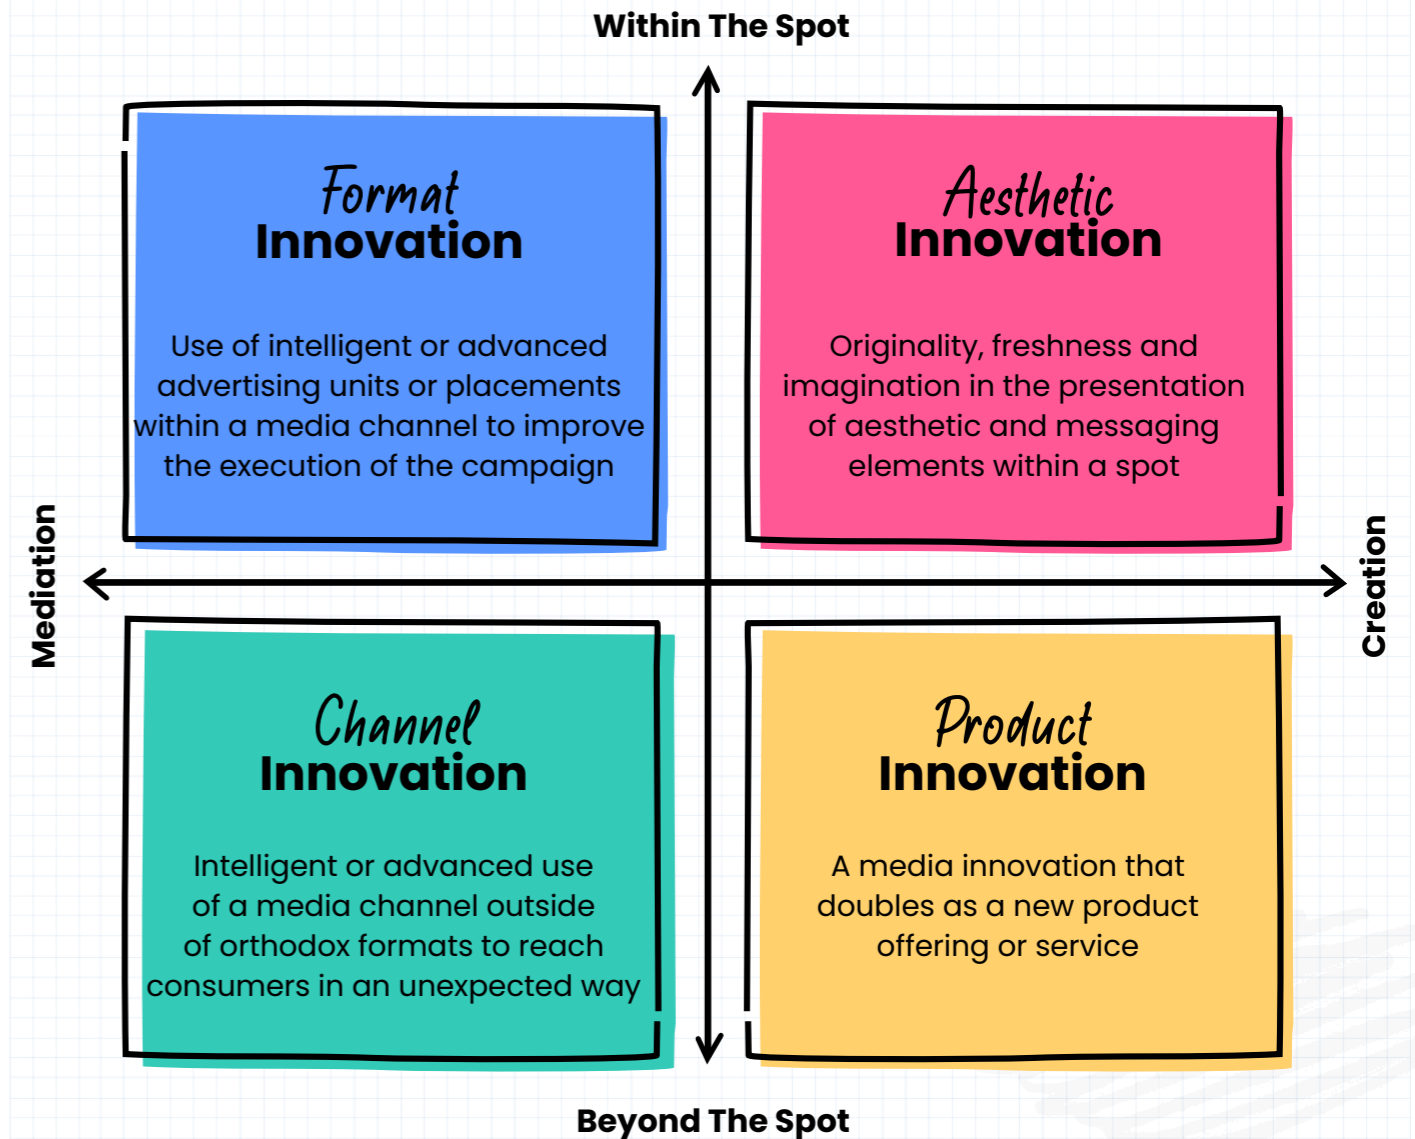 Within The Spot
Format
Innovation
Use of intelligent or advanced
advertising units or placements
within a media channel to improve
the execution of the campaign
Aesthetic
Innovation
Originality, freshness and
imagination in the presentation
of aesthetic and messaging
elements within a spot
Mediation
Creation
Channel
Innovation
Intelligent or advanced use
of a media channel outside
of orthodox formats to reach
consumers in an unexpected way
Product
Innovation
A media innovation that
doubles as a new product
offering or service
Beyond The Spot